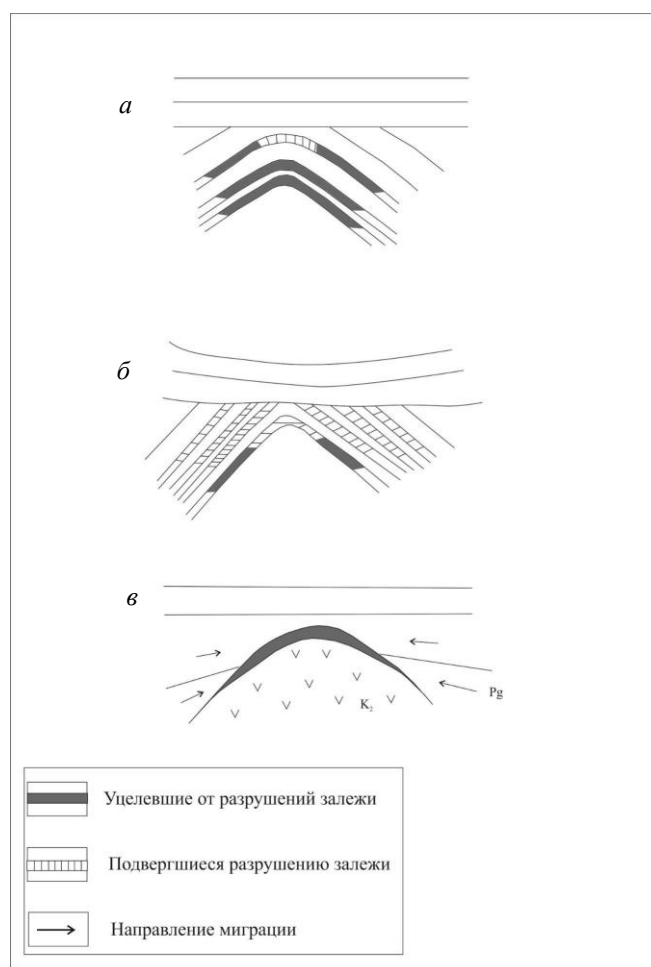 а
б
в
Pg
K₂
Уцелевшие от разрушений залежи
Подвергшиеся разрушению залежи
Направление миграции